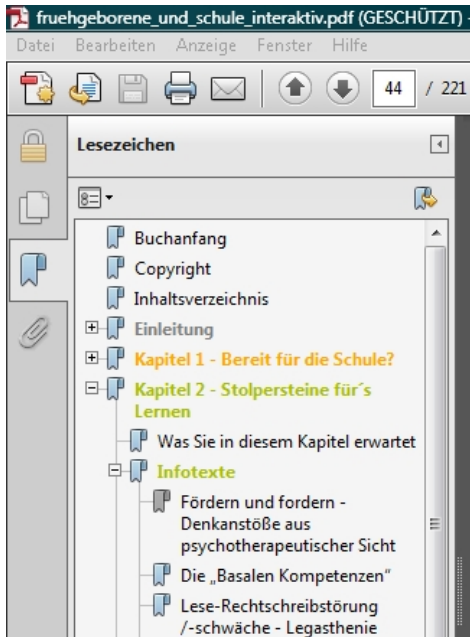 fruehgeborene_und_schule_interaktiv.pdf (GESCHÜTZT) -
Datei Bearbeiten Anzeige Fenster Hilfe
44 / 221
Lesezeichen
Buchanfang
Copyright
Inhaltsverzeichnis
Einleitung
Kapitel 1 - Bereit für die Schule?
Kapitel 2 - Stolpersteine für´s
Lernen
Was Sie in diesem Kapitel erwartet
Infotexte
Fördern und fordern -
Denkanstöße aus
psychotherapeutischer Sicht
Die „Basalen Kompetenzen"
Lese-Rechtschreibstörung
/-schwäche - Legasthenie